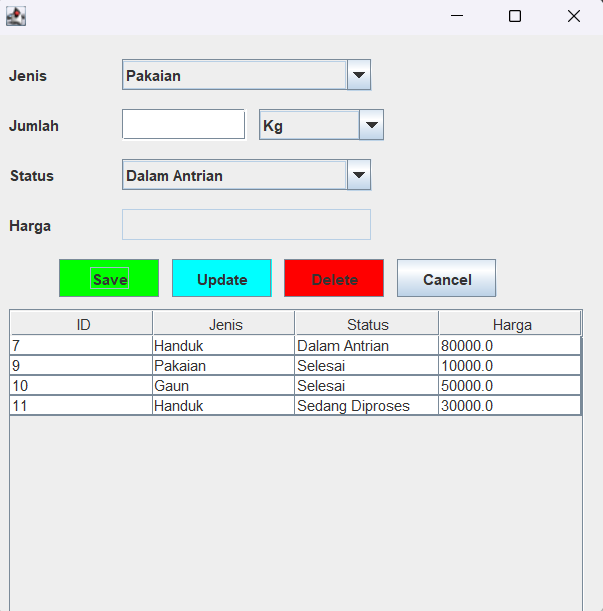 Jenis Pakaian
Jumlah Kg
Status Dalam Antrian
Harga
Save Update Delete Cancel
ID Jenis Status Harga
7 Handuk Dalam Antrian 80000.0
9 Pakaian Selesai 10000.0
10 Gaun Selesai 50000.0
11 Handuk Sedang Diproses 30000.0